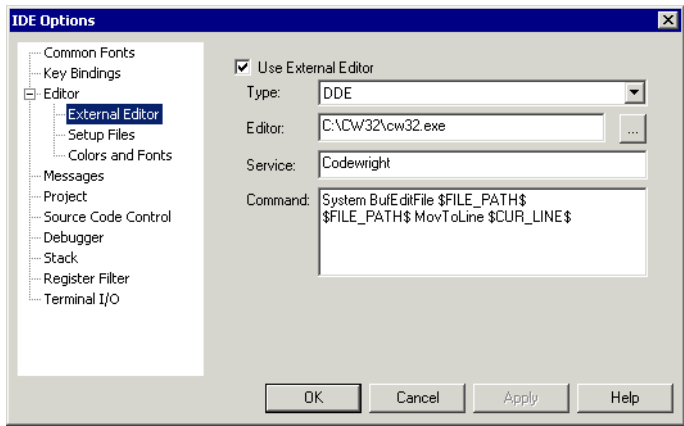 IDE Options
Common Fonts
Key Bindings
Editor
External Editor
Setup Files
Colors and Fonts
Messages
Project
Source Code Control
Debugger
Stack
Register Filter
Terminal I/O
Use External Editor
Type: DDE
Editor: C:\CW32\cw32.exe ...
Service: Codewright
Command: System BufEditFile $FILE_PATH$
$FILE_PATH$ MovToLine $CUR_LINE$
OK Cancel Apply Help